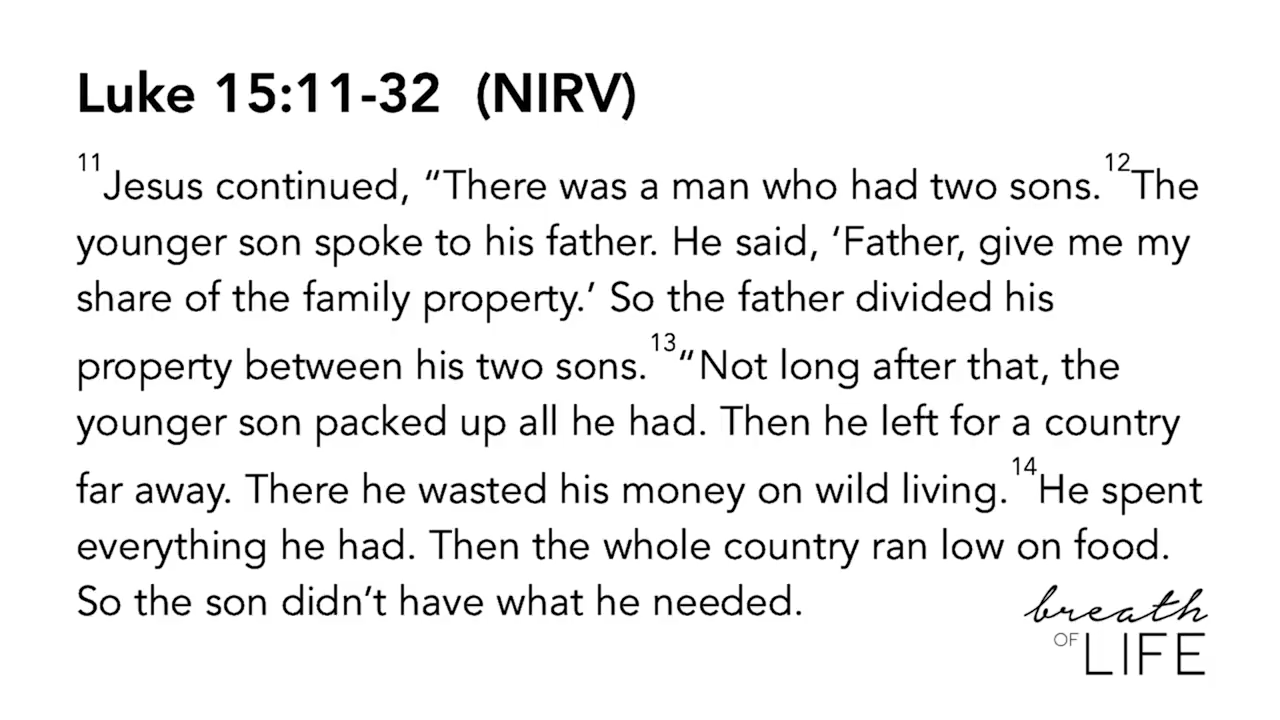 Luke 15:11-32 (NIRV)
11Jesus continued, “There was a man who had two sons. 12The
younger son spoke to his father. He said, ‘Father, give me my
share of the family property.’ So the father divided his
property between his two sons. 13“Not long after that, the
younger son packed up all he had. Then he left for a country
far away. There he wasted his money on wild living. 14He spent
everything he had. Then the whole country ran low on food.
So the son didn’t have what he needed.
breath
OF LIFE